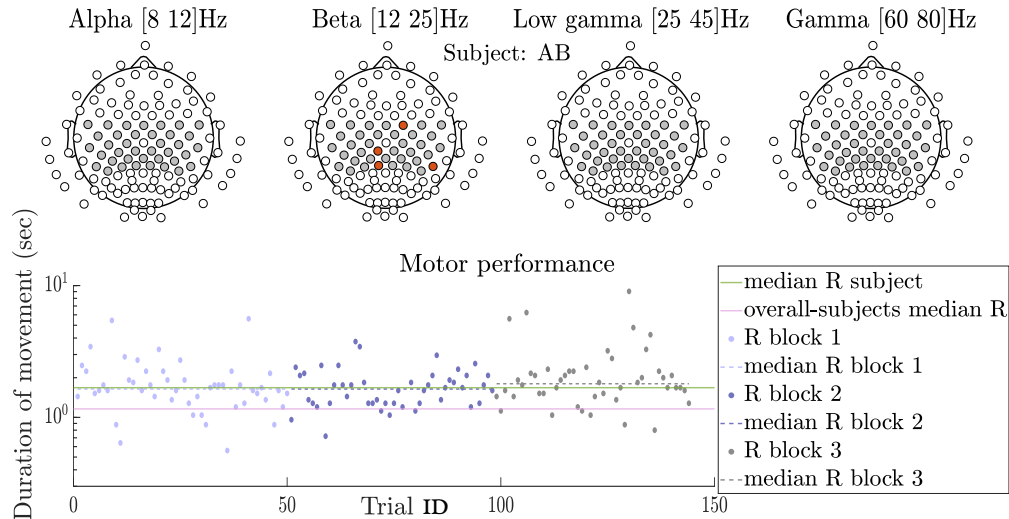 Alpha [8 12]Hz
Beta [12 25]Hz
Low gamma [25 45]Hz
Gamma [60 80]Hz
Subject: AB
Motor performance
Duration of movement (sec)
10^1
10^0
0
50
100
150
Trial ID
median R subject
overall-subjects median R
R block 1
median R block 1
R block 2
median R block 2
R block 3
median R block 3